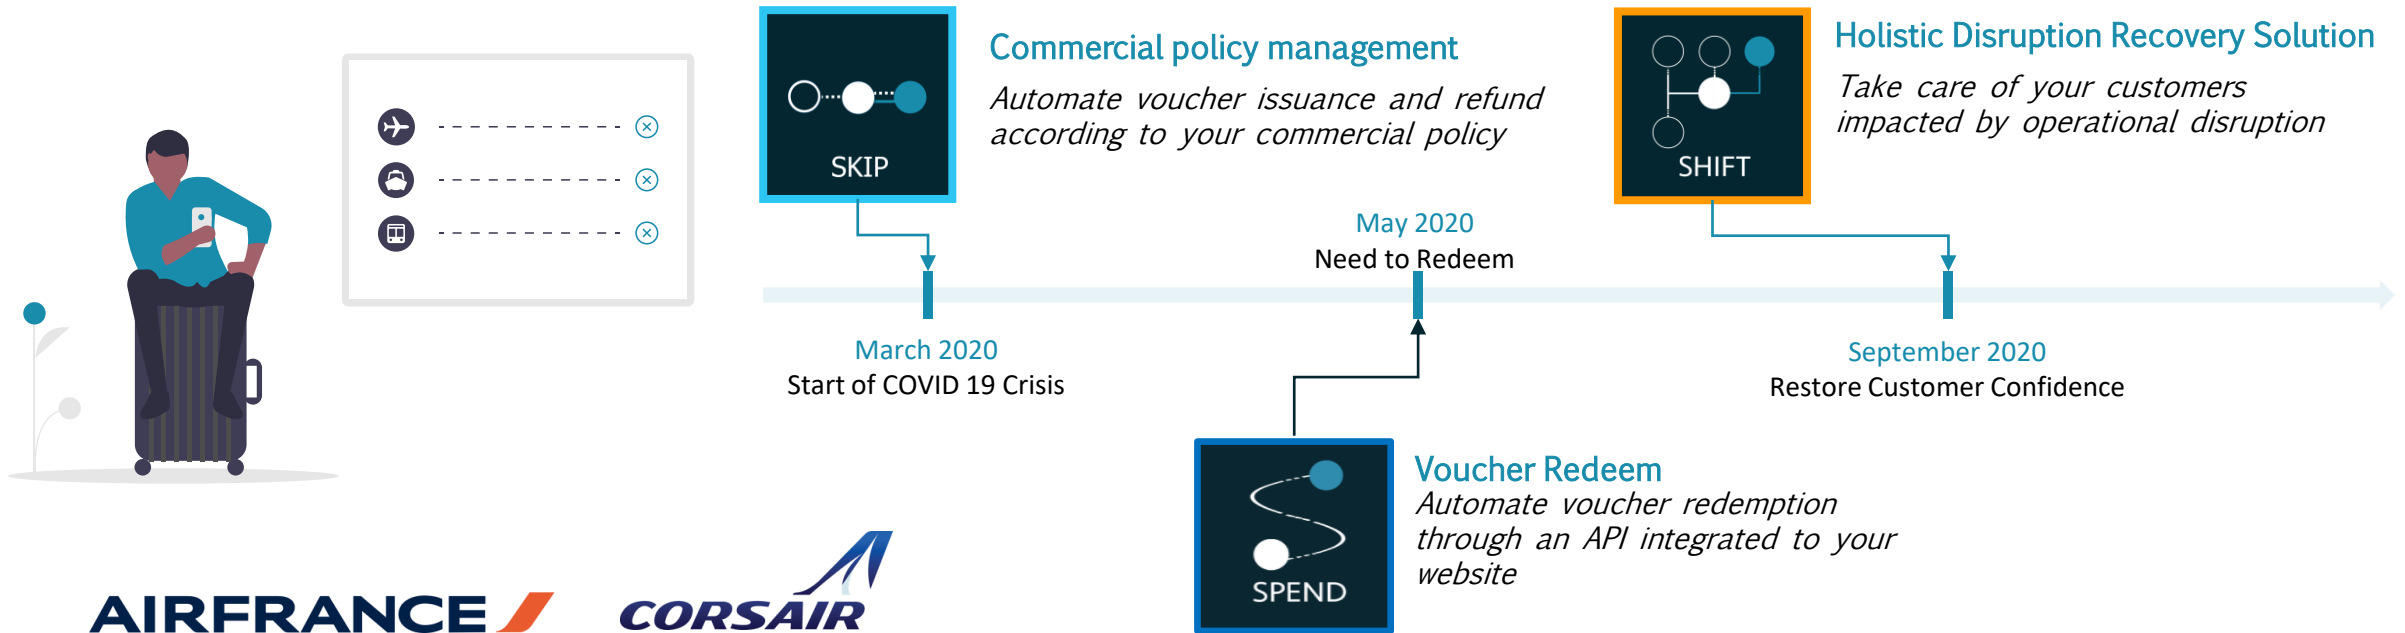 Commercial policy management
Automate voucher issuance and refund
according to your commercial policy
SKIP
Holistic Disruption Recovery Solution
Take care of your customers
impacted by operational disruption
SHIFT
May 2020
Need to Redeem
March 2020
Start of COVID 19 Crisis
September 2020
Restore Customer Confidence
Voucher Redeem
Automate voucher redemption
through an API integrated to your
website
SPEND
AIRFRANCE
CORSAIR